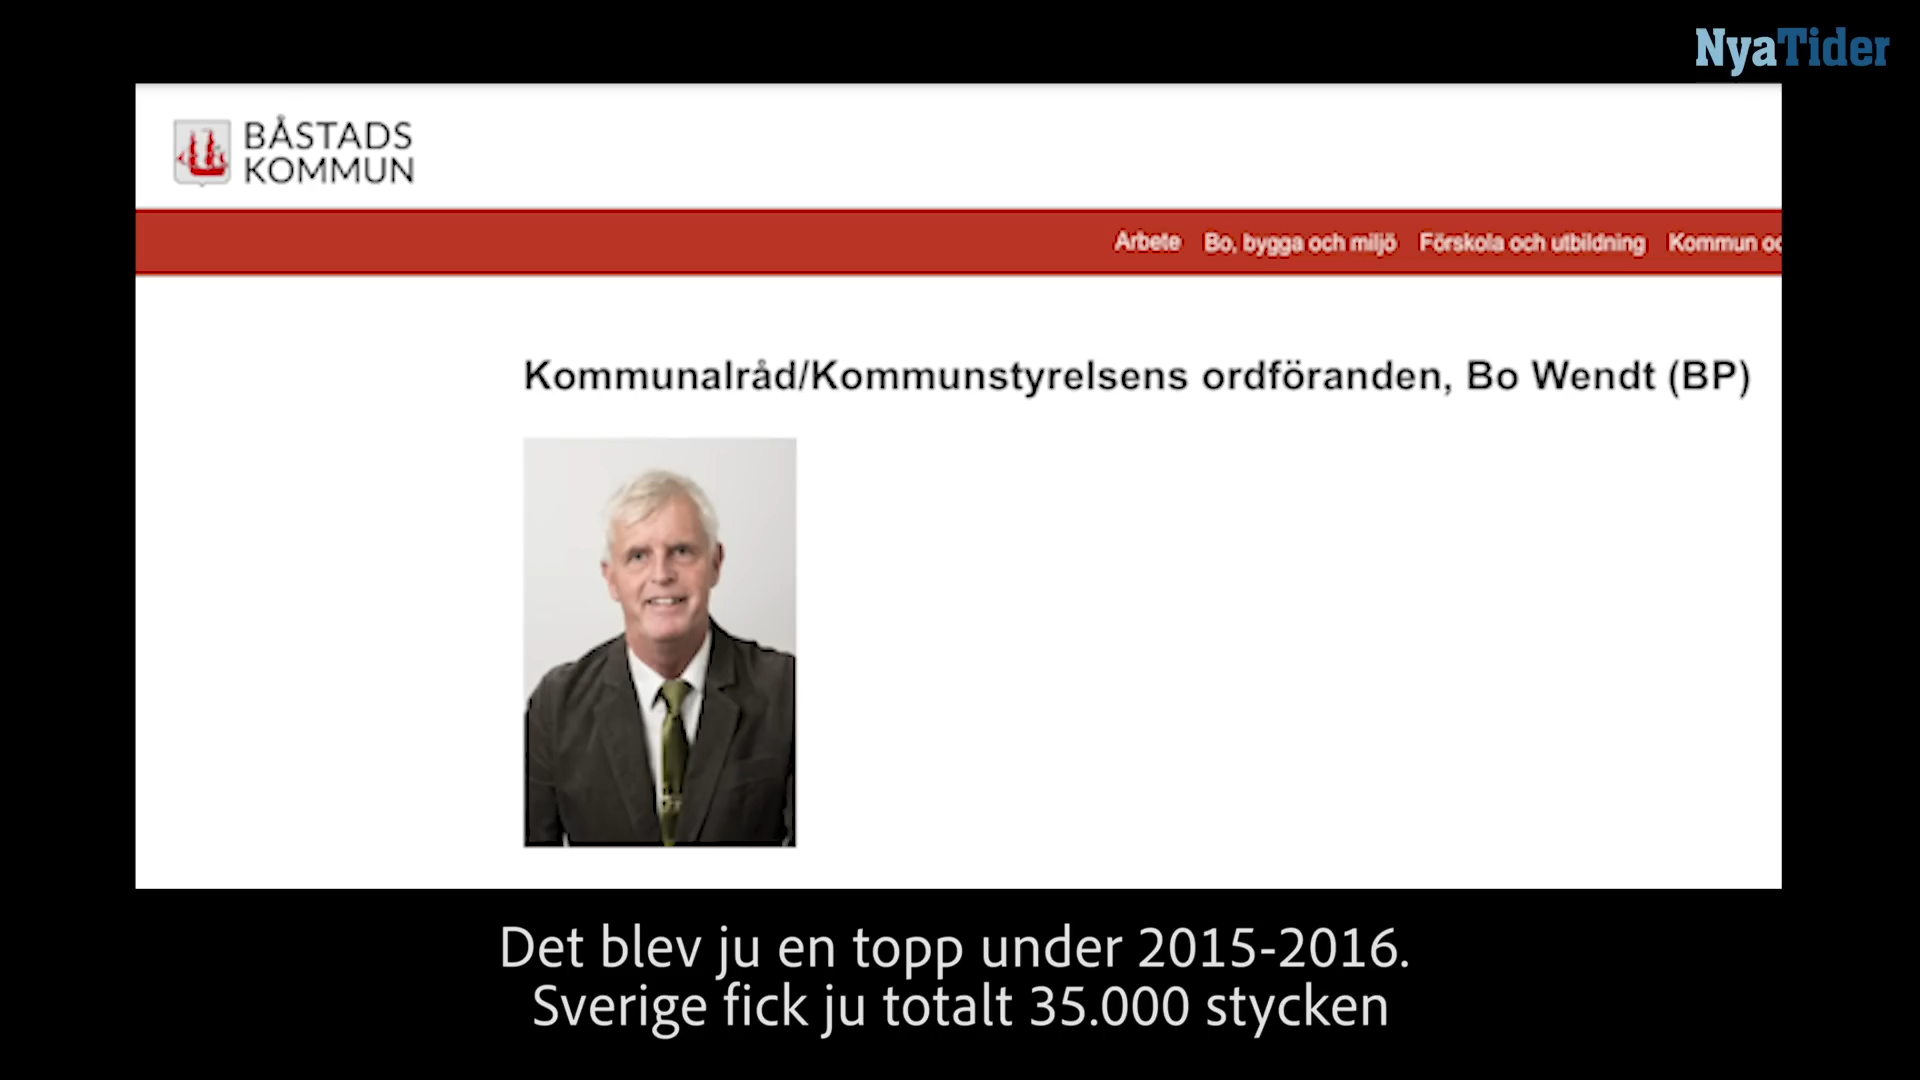 NyaTider
BÅSTADS
KOMMUN
Arbete Bo, bygga och miljö Förskola och utbildning Kommun oc
Kommunalråd/Kommunstyrelsens ordföranden, Bo Wendt (BP)
Det blev ju en topp under 2015-2016.
Sverige fick ju totalt 35.000 stycken